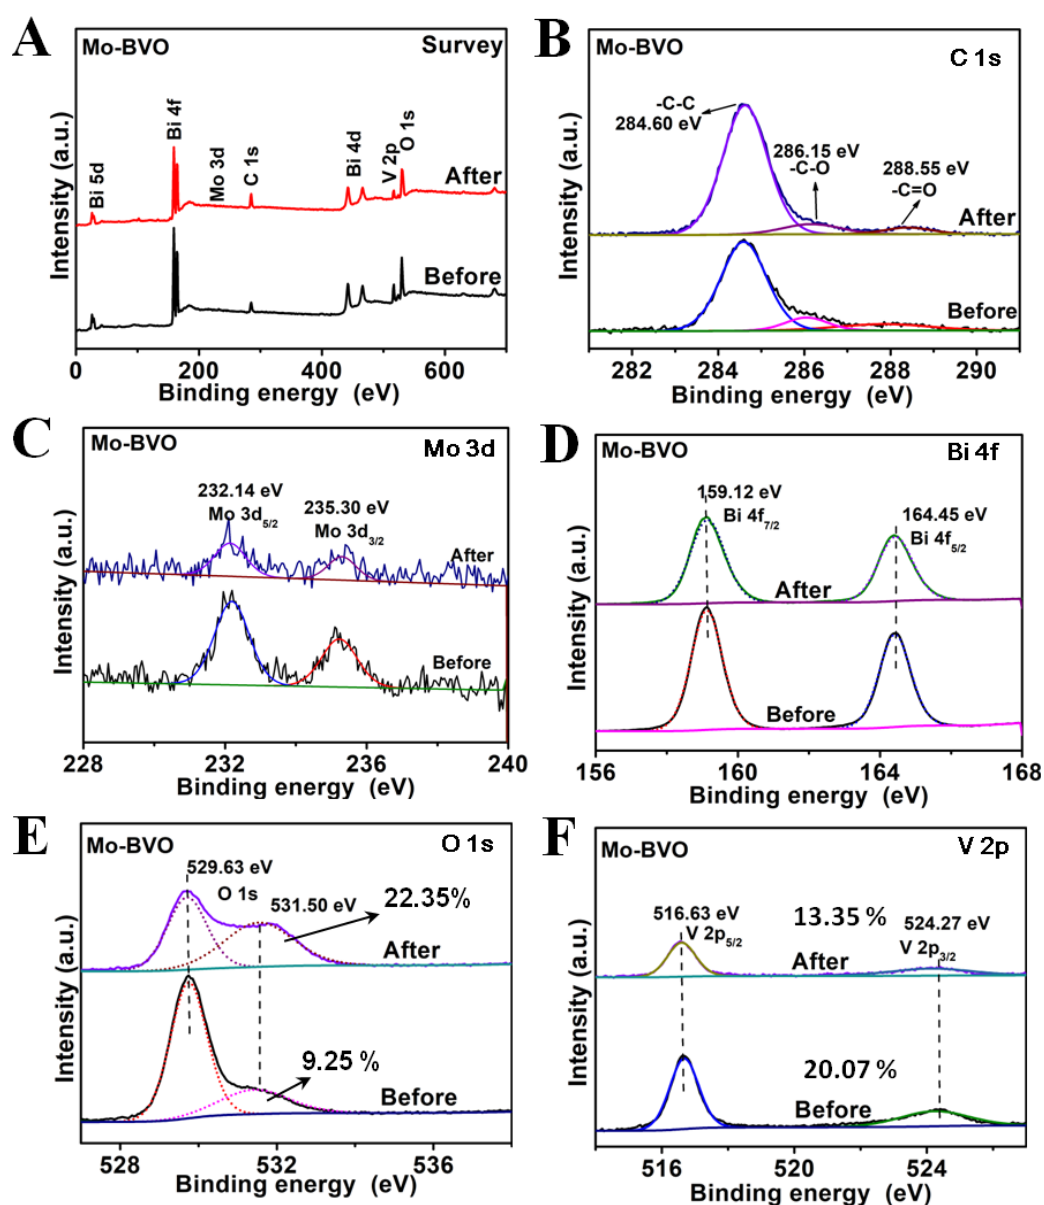 A
Mo-BVO
Survey
Bi 5d
Bi 4f
Mo 3d
C 1s
Bi 4d
V 2p
O 1s
After
Before
Intensity (a.u.)
0 200 400 600
Binding energy (eV)
B
Mo-BVO
C 1s
-C-C
284.60 eV
286.15 eV
-C-O
288.55 eV
-C=O
After
Before
Intensity (a.u.)
282 284 286 288 290
Binding energy (eV)
C
Mo-BVO
Mo 3d
232.14 eV
Mo 3d5/2
235.30 eV
Mo 3d3/2
After
Before
Intensity (a.u.)
228 232 236 240
Binding energy (eV)
D
Mo-BVO
Bi 4f
159.12 eV
Bi 4f7/2
164.45 eV
Bi 4f5/2
After
Before
Intensity (a.u.)
156 160 164 168
Binding energy (eV)
E
Mo-BVO
O 1s
529.63 eV
O 1s
531.50 eV
22.35%
After
9.25 %
Before
Intensity (a.u.)
528 532 536
Binding energy (eV)
F
Mo-BVO
V 2p
516.63 eV
V 2p5/2
13.35 %
524.27 eV
V 2p3/2
After
20.07 %
Before
Intensity (a.u.)
516 520 524
Binding energy (eV)